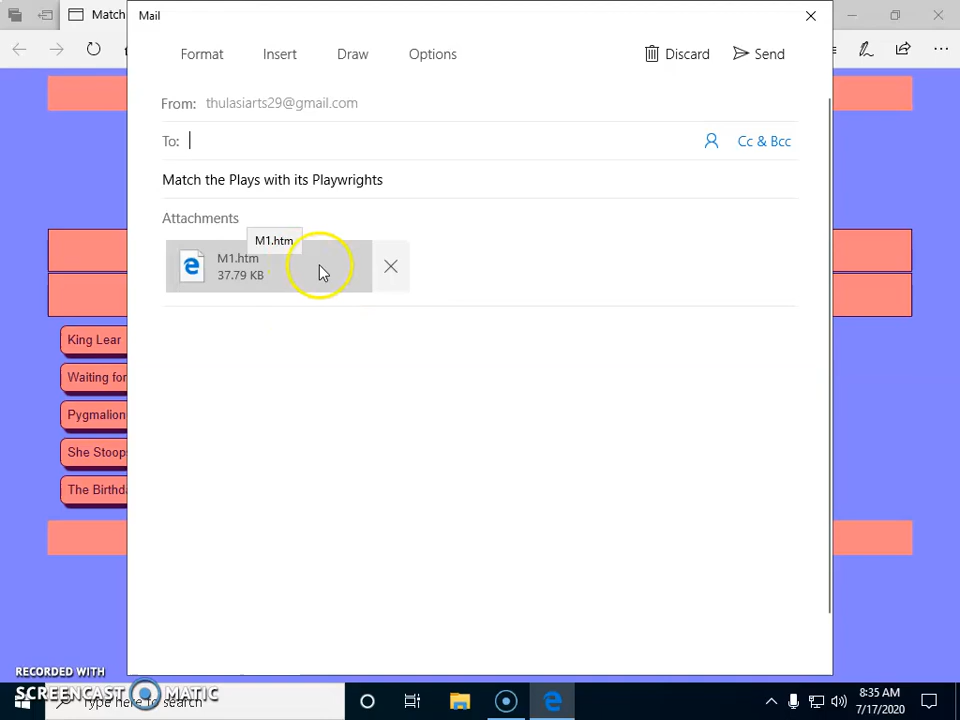 Match
Mail
Format Insert Draw Options Discard Send
From: thulasiarts29@gmail.com
To: Cc & Bcc
Match the Plays with its Playwrights
Attachments
M1.htm
M1.htm
37.79 KB
King Lear
Waiting for
Pygmalion
She Stoops
The Birthda
RECORDED WITH
SCREENCAST MATIC
Type here to search
8:35 AM
7/17/2020